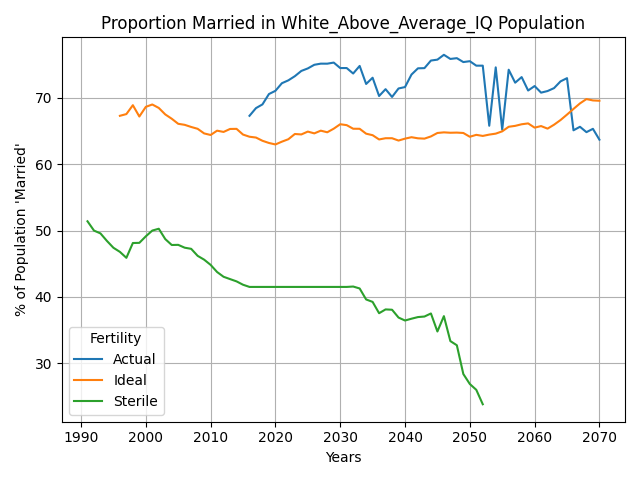 Proportion Married in White_Above_Average_IQ Population
% of Population 'Married'
70
60
50
40
30
Fertility
Actual
Ideal
Sterile
1990 2000 2010 2020 2030 2040 2050 2060 2070
Years